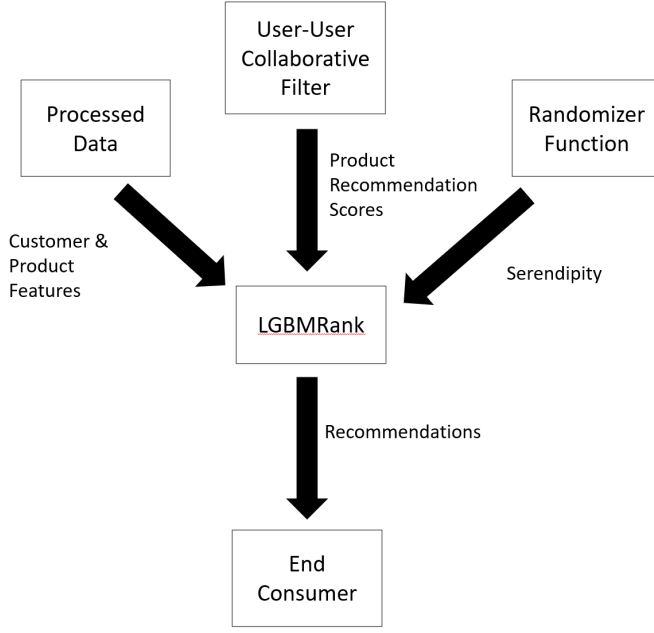 User-User
Collaborative
Filter
Processed
Data
Randomizer
Function
Product
Recommendation
Scores
Customer &
Product
Features
Serendipity
LGBMRank
Recommendations
End
Consumer